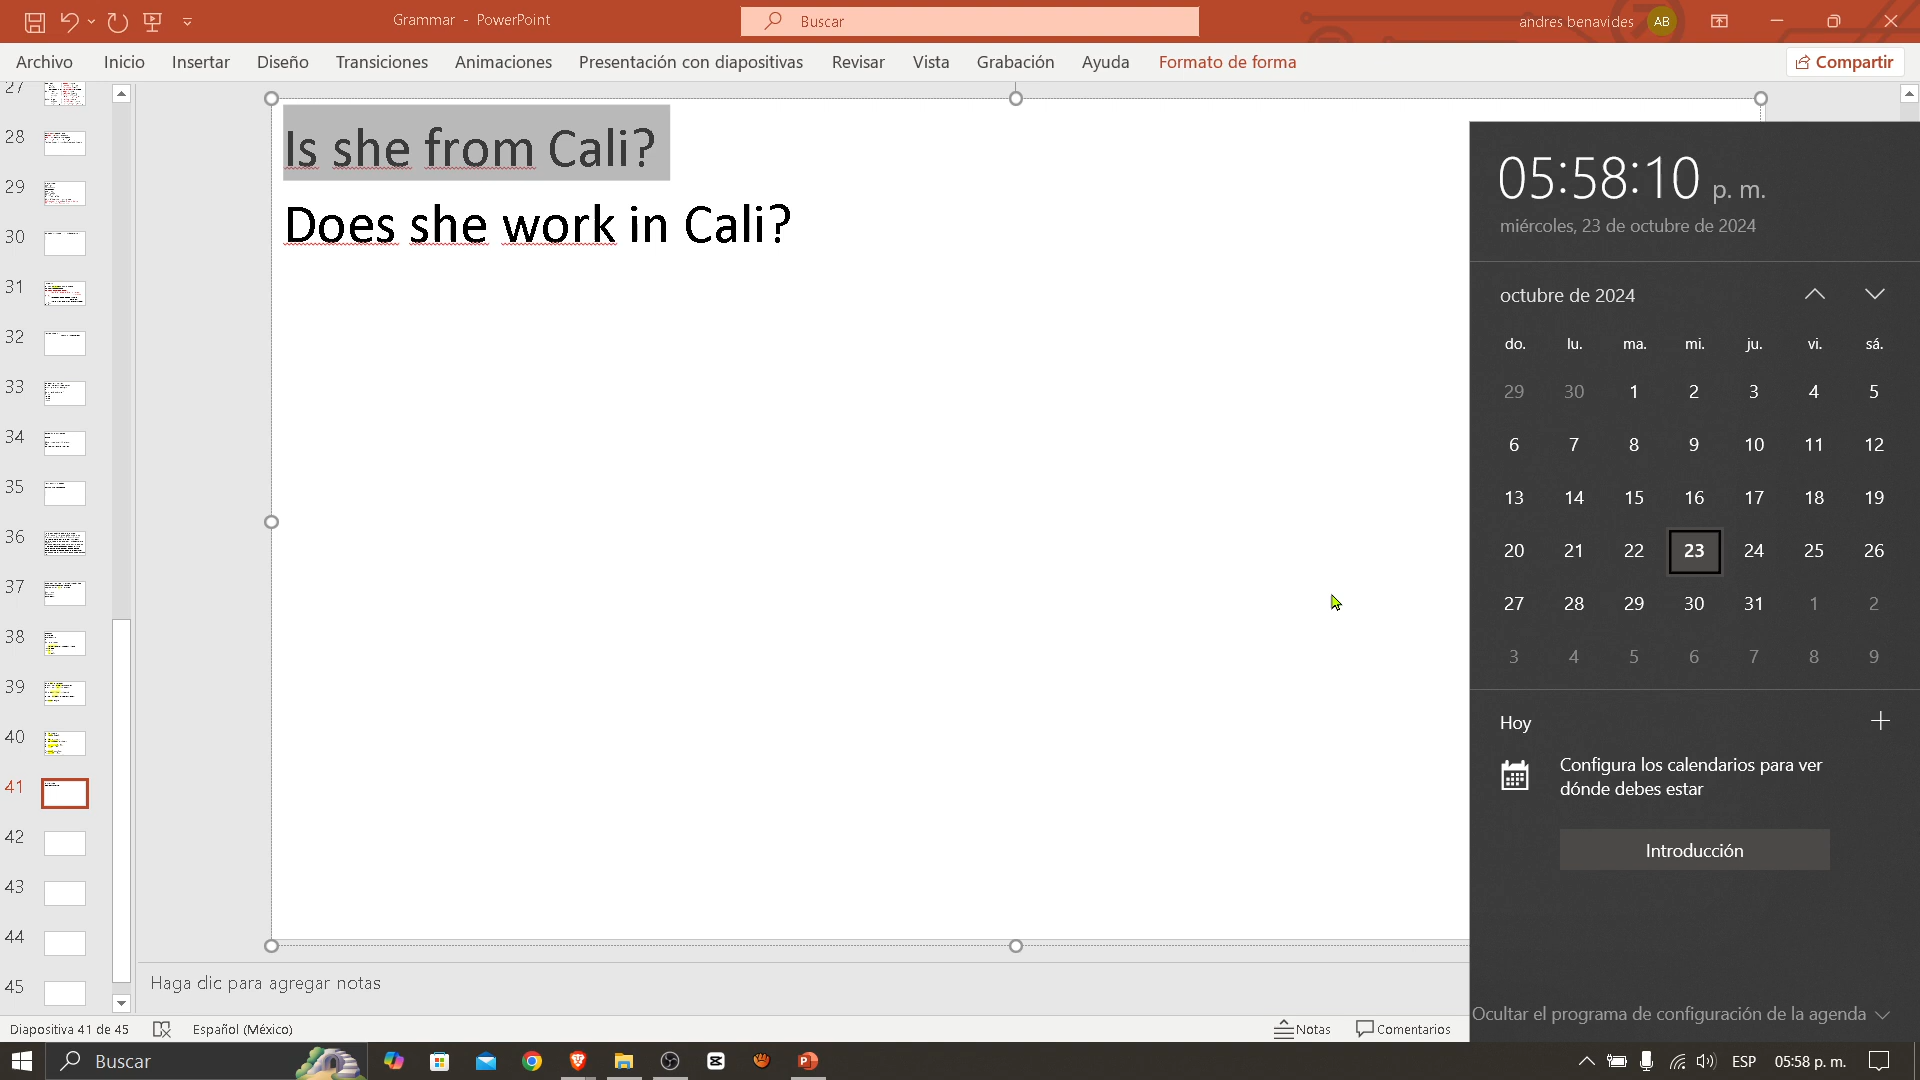 Grammar - PowerPoint
Buscar
andres benavides
AB
Archivo
Inicio
Insertar
Diseño
Transiciones
Animaciones
Presentación con diapositivas
Revisar
Vista
Grabación
Ayuda
Formato de forma
Compartir
27
28
29
30
31
32
33
34
35
36
37
38
39
40
41
42
43
44
45
Is she from Cali?
Does she work in Cali?
05:58:10 p. m.
miércoles, 23 de octubre de 2024
octubre de 2024
do. lu. ma. mi. ju. vi. sá.
29 30 1 2 3 4 5
6 7 8 9 10 11 12
13 14 15 16 17 18 19
20 21 22 23 24 25 26
27 28 29 30 31 1 2
3 4 5 6 7 8 9
Hoy
Configura los calendarios para ver
dónde debes estar
Introducción
Ocultar el programa de configuración de la agenda
Haga clic para agregar notas
Diapositiva 41 de 45
Español (México)
Notas
Comentarios
Buscar
ESP
05:58 p. m.